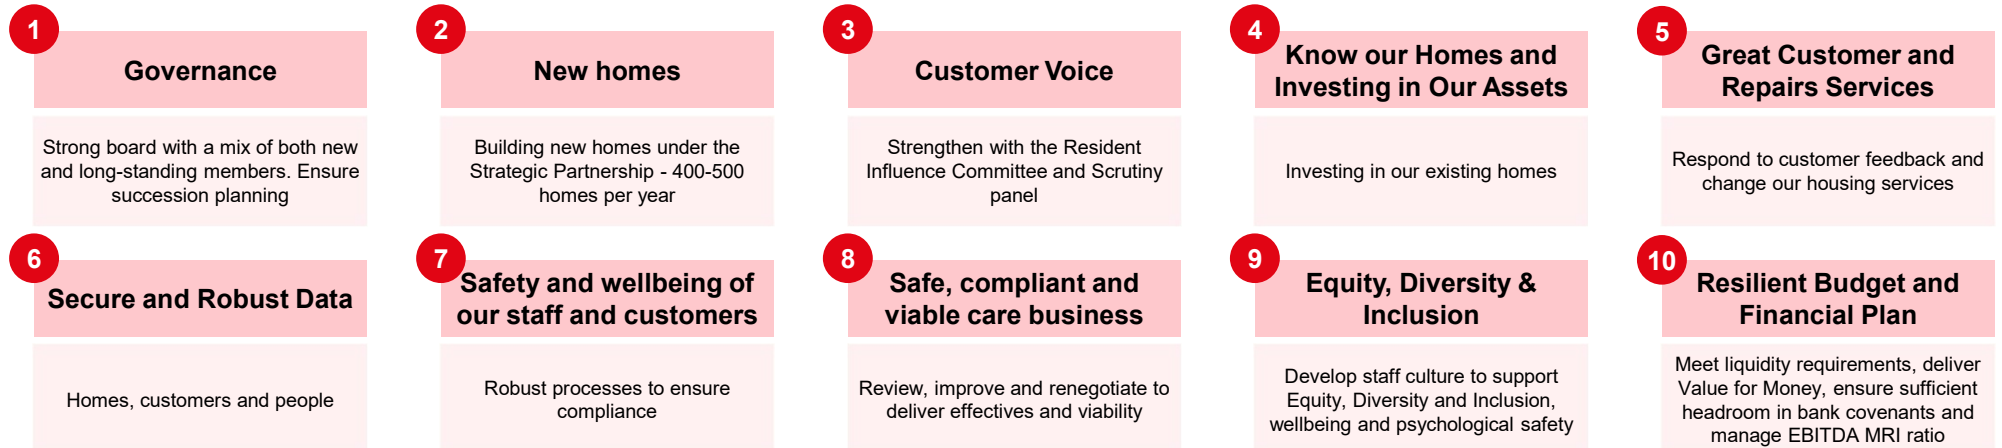 1
Governance
Strong board with a mix of both new
and long-standing members. Ensure
succession planning
2
New homes
Building new homes under the
Strategic Partnership - 400-500
homes per year
3
Customer Voice
Strengthen with the Resident
Influence Committee and Scrutiny
panel
4
Know our Homes and
Investing in Our Assets
Investing in our existing homes
5
Great Customer and
Repairs Services
Respond to customer feedback and
change our housing services
6
Secure and Robust Data
Homes, customers and people
7
Safety and wellbeing of
our staff and customers
Robust processes to ensure
compliance
8
Safe, compliant and
viable care business
Review, improve and renegotiate to
deliver effectives and viability
9
Equity, Diversity &
Inclusion
Develop staff culture to support
Equity, Diversity and Inclusion,
wellbeing and psychological safety
10
Resilient Budget and
Financial Plan
Meet liquidity requirements, deliver
Value for Money, ensure sufficient
headroom in bank covenants and
manage EBITDA MRI ratio